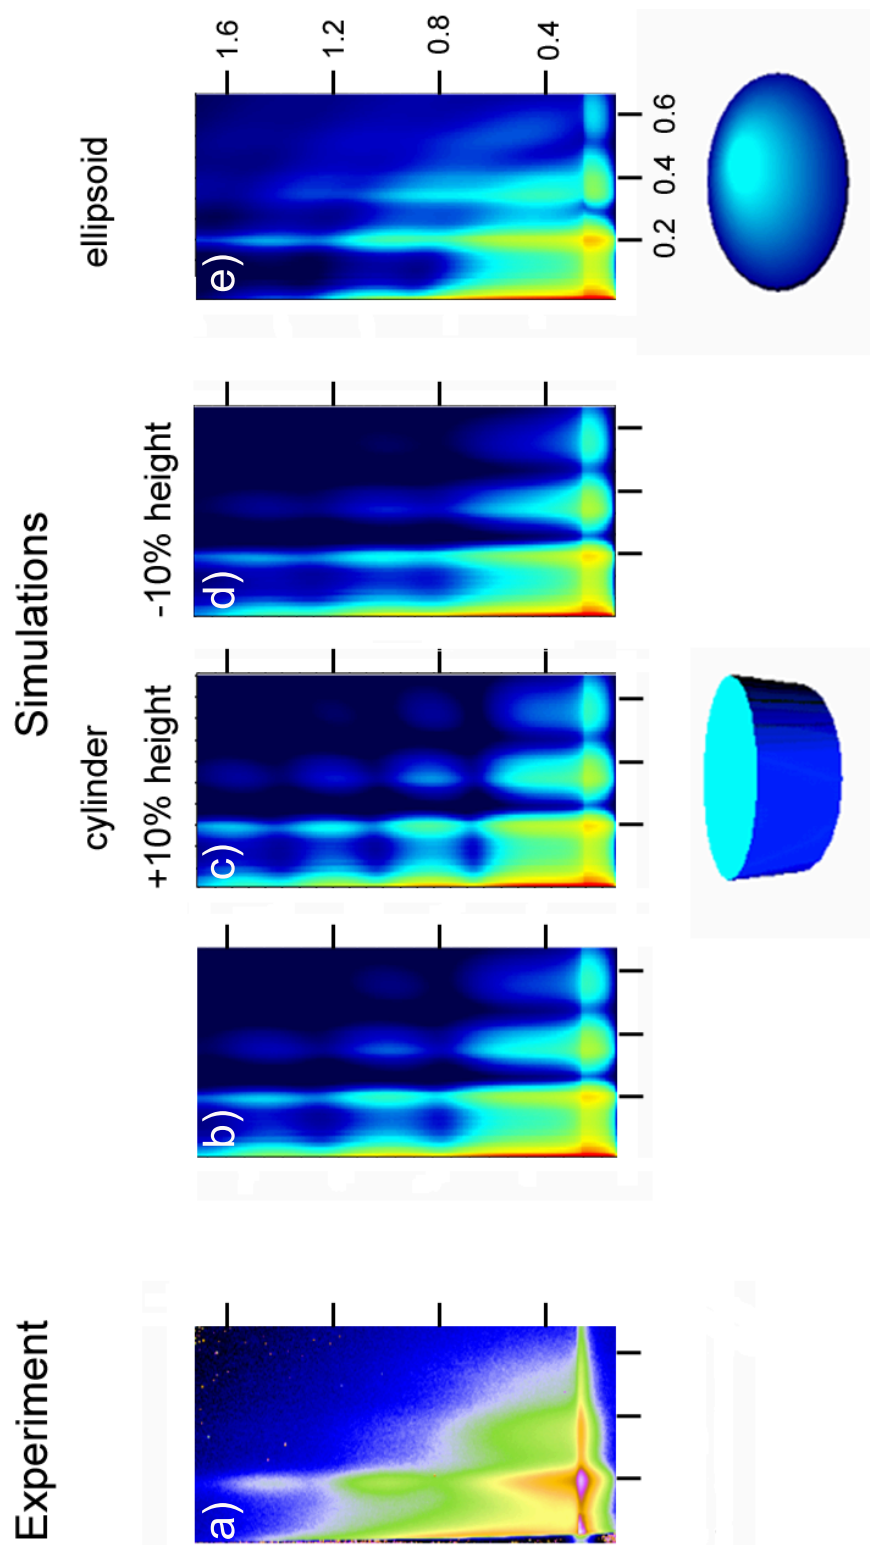 Experiment
Simulations
cylinder
ellipsoid
+10% height
-10% height
a)
b)
c)
d)
e)
1.6
1.2
0.8
0.4
0.2
0.4
0.6